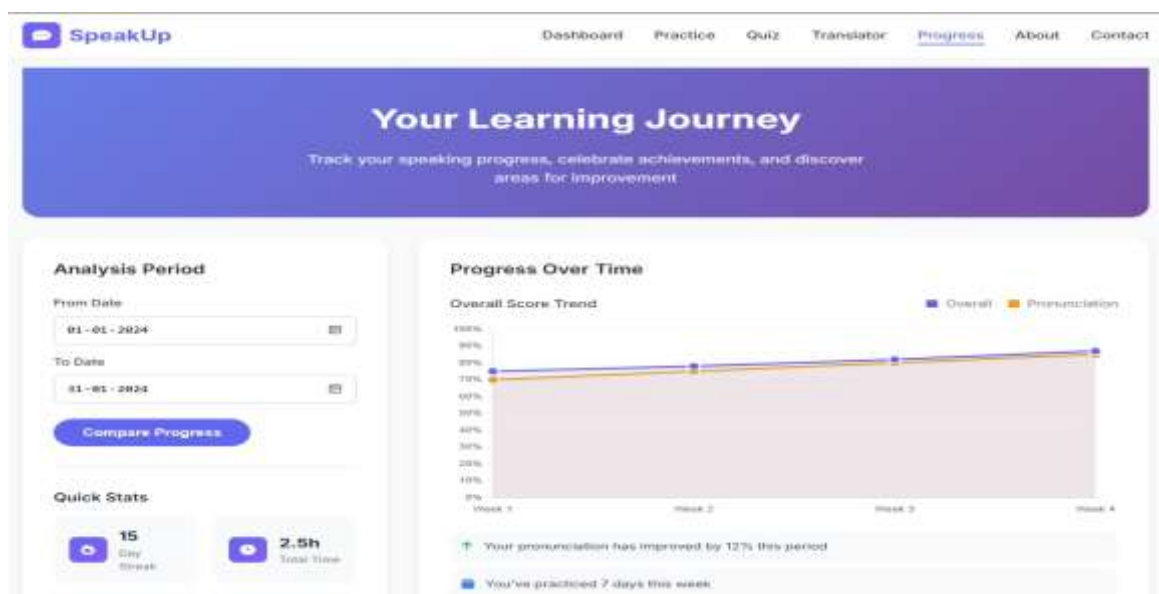 SpeakUp
Dashboard Practice Quiz Translator Progress About Contact
Your Learning Journey
Track your speaking progress, celebrate achievements, and discover
areas for improvement
Analysis Period
From Date
01-01-2024
To Date
31-01-2024
Compare Progress
Quick Stats
15
Day
Streak
2.5h
Total Time
Progress Over Time
Overall Score Trend
Overall Pronunciation
100%
90%
80%
70%
60%
50%
40%
30%
20%
10%
0%
Week 1 Week 2 Week 3 Week 4
Your pronunciation has improved by 12% this period
You've practiced 7 days this week